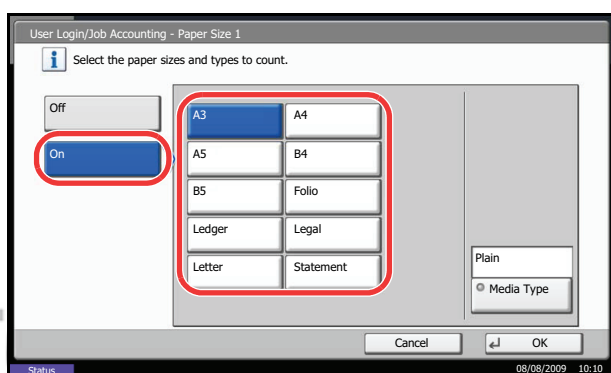 User Login/Job Accounting - Paper Size 1
Select the paper sizes and types to count.
Off
On
A3
A4
A5
B4
B5
Folio
Ledger
Legal
Letter
Statement
Plain
Media Type
Cancel
OK
Status
08/08/2009 10:10